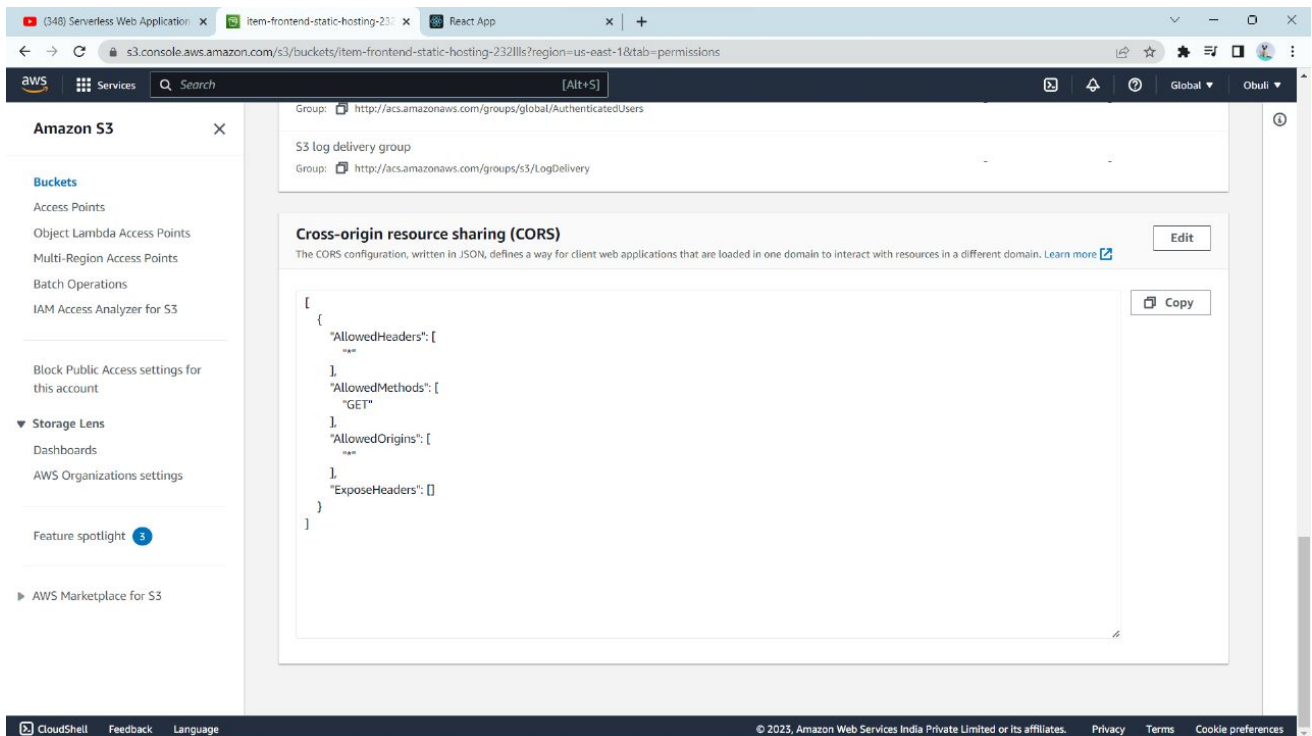 (348) Serverless Web Application
item-frontend-static-hosting-232
React App
s3.console.aws.amazon.com/s3/buckets/item-frontend-static-hosting-232llls?region=us-east-1&tab=permissions
aws
Services
Search
[Alt+S]
Global
Obuli
Amazon S3
Buckets
Access Points
Object Lambda Access Points
Multi-Region Access Points
Batch Operations
IAM Access Analyzer for S3
Block Public Access settings for
this account
Storage Lens
Dashboards
AWS Organizations settings
Feature spotlight 3
AWS Marketplace for S3
Group: http://acs.amazonaws.com/groups/global/AuthenticatedUsers
S3 log delivery group
Group: http://acs.amazonaws.com/groups/s3/LogDelivery
- -
Cross-origin resource sharing (CORS)
Edit
The CORS configuration, written in JSON, defines a way for client web applications that are loaded in one domain to interact with resources in a different domain. Learn more
Copy
[
{
"AllowedHeaders": [
"*"
],
"AllowedMethods": [
"GET"
],
"AllowedOrigins": [
"*"
],
"ExposeHeaders": []
}
]
CloudShell Feedback Language
© 2023, Amazon Web Services India Private Limited or its affiliates. Privacy Terms Cookie preferences